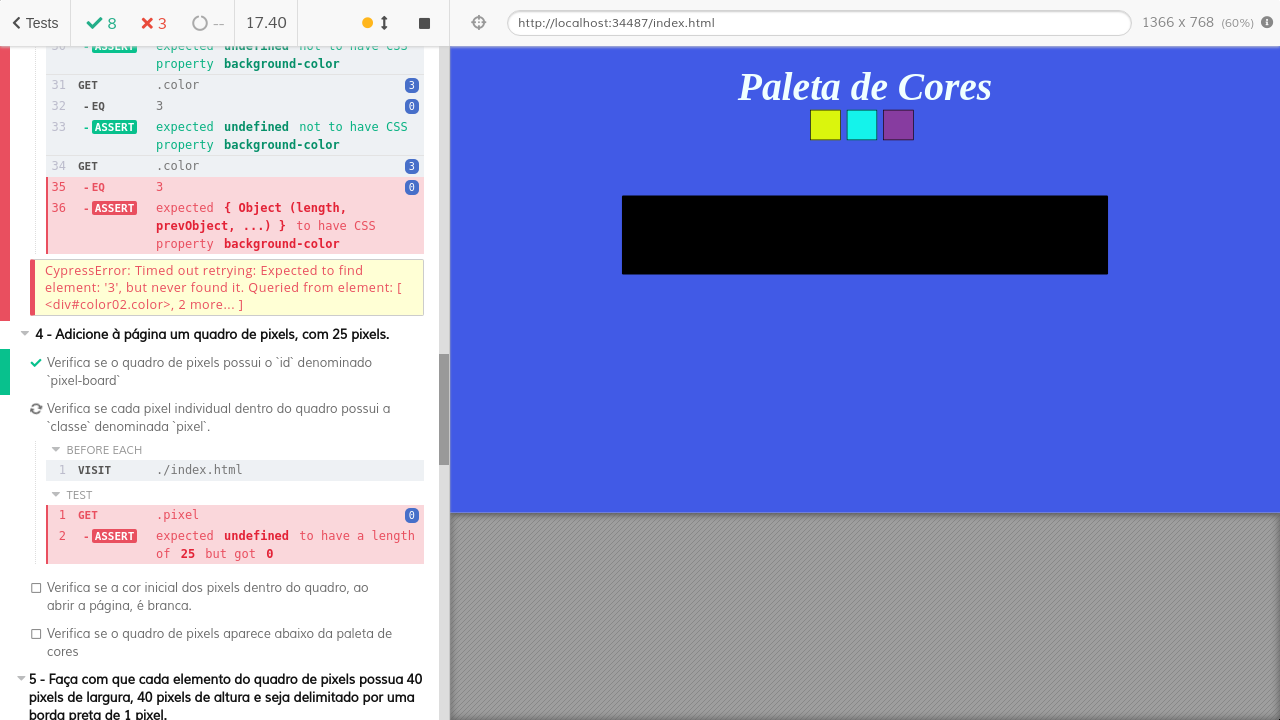 Tests 8 3 -- 17.40
http://localhost:34487/index.html 1366 x 768 (60%)
30 -ASSERT expected undefined not to have CSS
property background-color
31 GET .color 3
32 -EQ 3 0
33 -ASSERT expected undefined not to have CSS
property background-color
34 GET .color 3
35 -EQ 3 0
36 -ASSERT expected { Object (length,
prevObject, ...) } to have CSS
property background-color
CypressError: Timed out retrying: Expected to find
element: '3', but never found it. Queried from element: [
<div#color02.color>, 2 more... ]
4 - Adicione à página um quadro de pixels, com 25 pixels.
Verifica se o quadro de pixels possui o `id` denominado
`pixel-board`
Verifica se cada pixel individual dentro do quadro possui a
`classe` denominada `pixel`.
BEFORE EACH
1 VISIT ./index.html
TEST
1 GET .pixel 0
2 -ASSERT expected undefined to have a length
of 25 but got 0
Verifica se a cor inicial dos pixels dentro do quadro, ao
abrir a página, é branca.
Verifica se o quadro de pixels aparece abaixo da paleta de
cores
5 - Faça com que cada elemento do quadro de pixels possua 40
pixels de largura, 40 pixels de altura e seja delimitado por uma
borda preta de 1 pixel.
Paleta de Cores